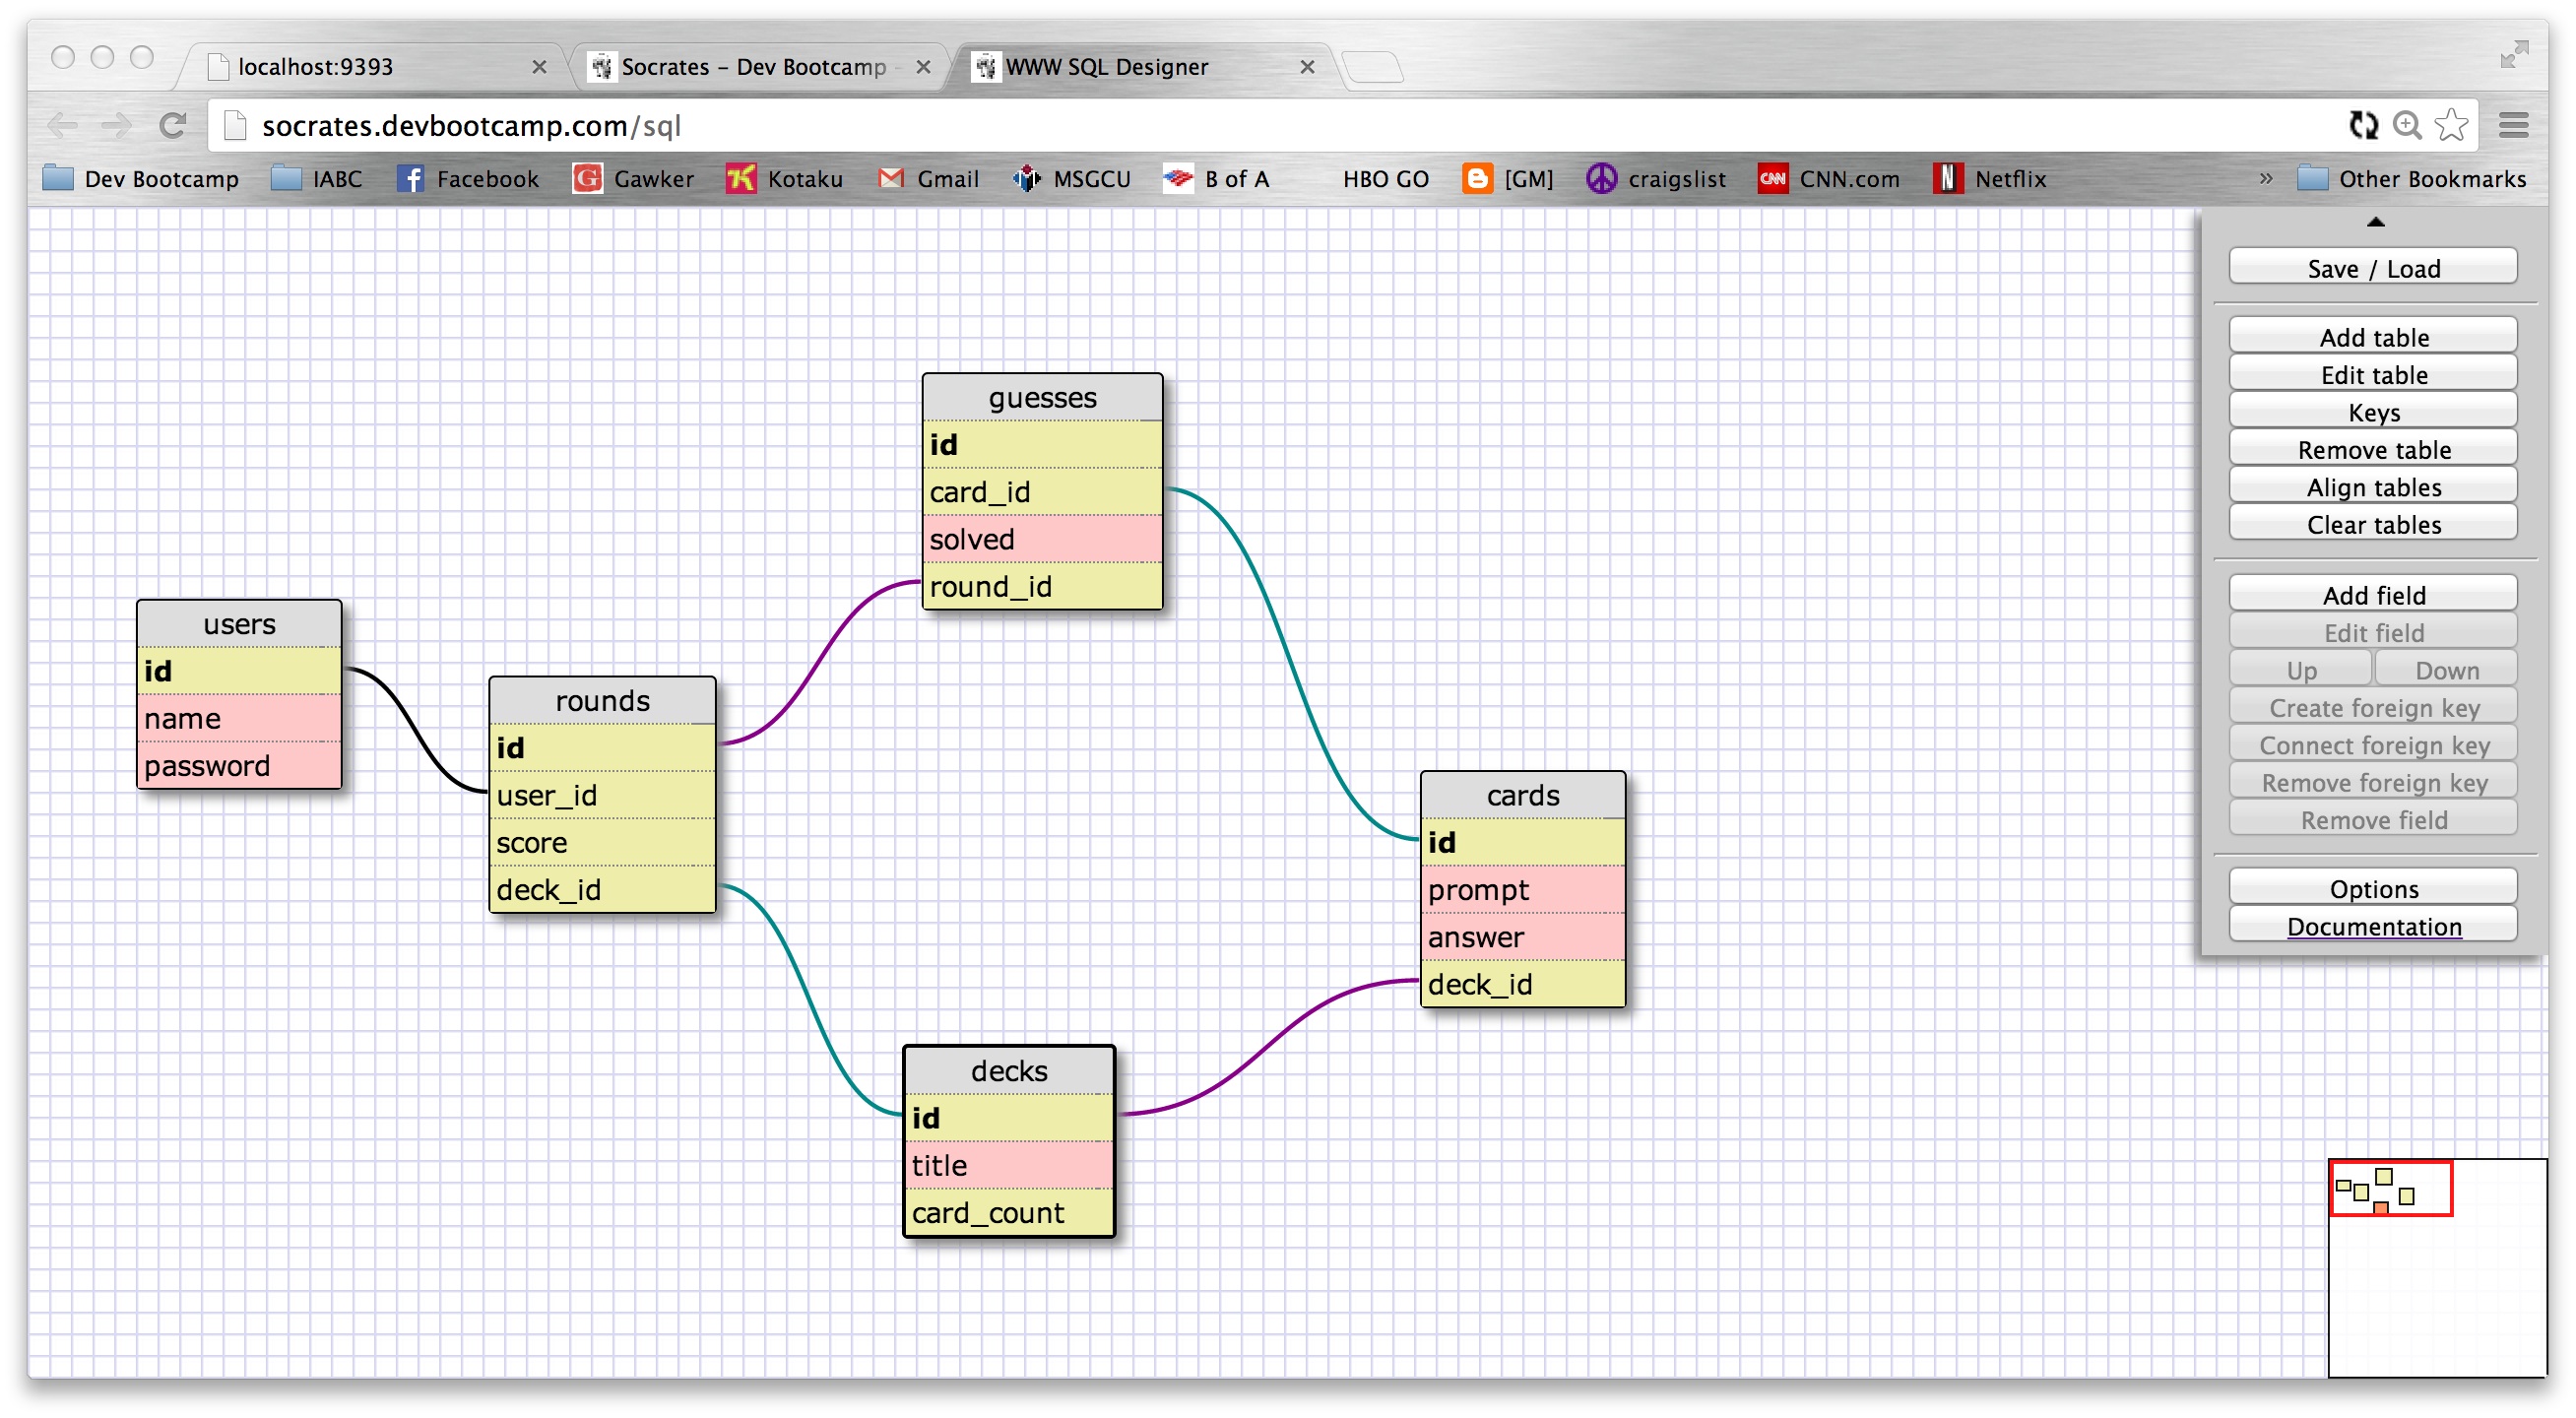 localhost:9393
Socrates – Dev Bootcamp -
WWW SQL Designer
socrates.devbootcamp.com/sql
Dev Bootcamp
IABC
Facebook
Gawker
Kotaku
Gmail
MSGCU
B of A
HBO GO
[GM]
craigslist
CNN.com
Netflix
»
Other Bookmarks
Save / Load
Add table
Edit table
Keys
Remove table
Align tables
Clear tables
Add field
Edit field
Up
Down
Create foreign key
Connect foreign key
Remove foreign key
Remove field
Options
Documentation
guesses
id
card_id
solved
round_id
users
id
name
password
rounds
id
user_id
score
deck_id
cards
id
prompt
answer
deck_id
decks
id
title
card_count